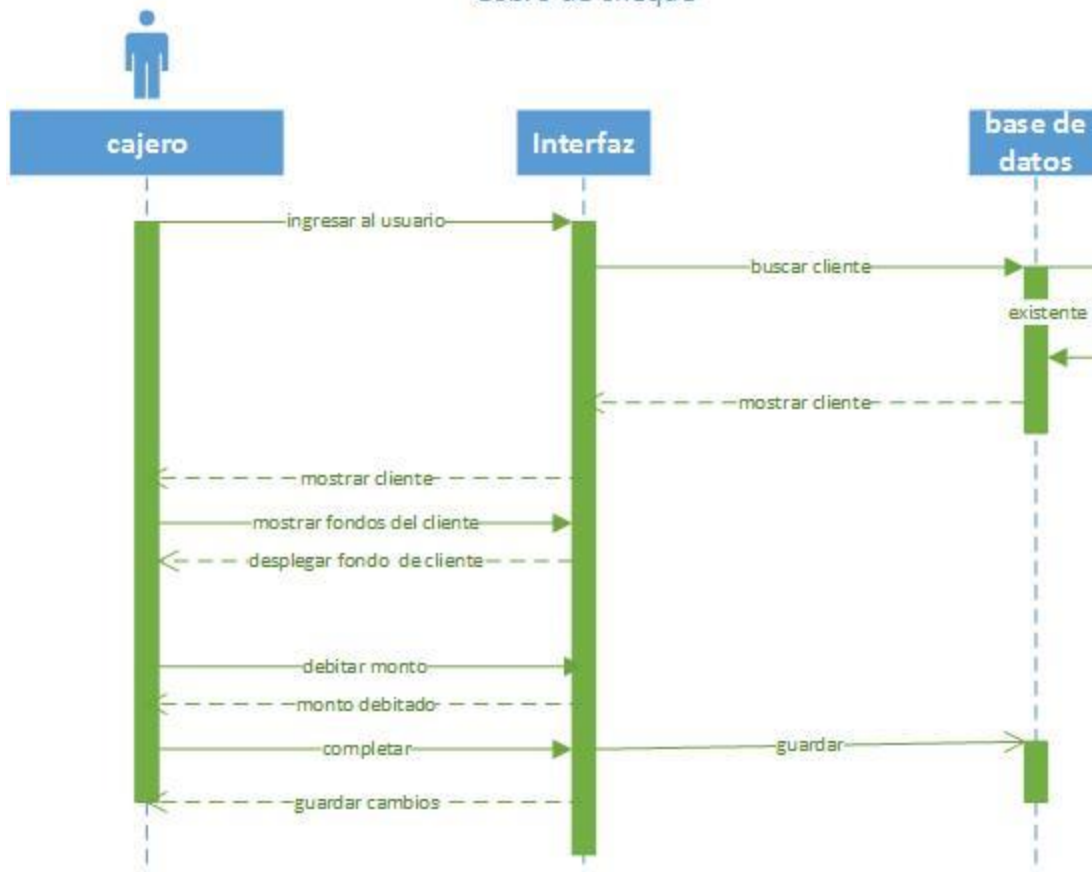 cajero
Interfaz
base de
datos
ingresar al usuario
buscar cliente
existente
mostrar cliente
mostrar cliente
mostrar fondos del cliente
desplegar fondo de cliente
debitar monto
monto debitado
completar
guardar
guardar cambios